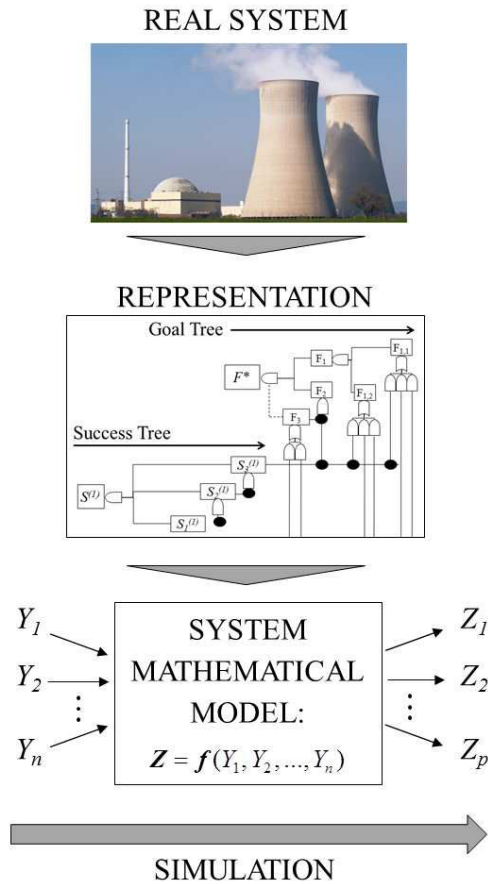 REAL SYSTEM
REPRESENTATION
Goal Tree
F₁,₁
F₁
F*
F₂
F₁,₂
F₃
Success Tree
S₃⁽¹⁾
S⁽¹⁾
S₂⁽¹⁾
S₁⁽¹⁾
Y₁
Y₂
⋮
Yₙ
SYSTEM
MATHEMATICAL
MODEL:
Z = f(Y₁, Y₂, ..., Yₙ)
Z₁
Z₂
⋮
Zₚ
SIMULATION